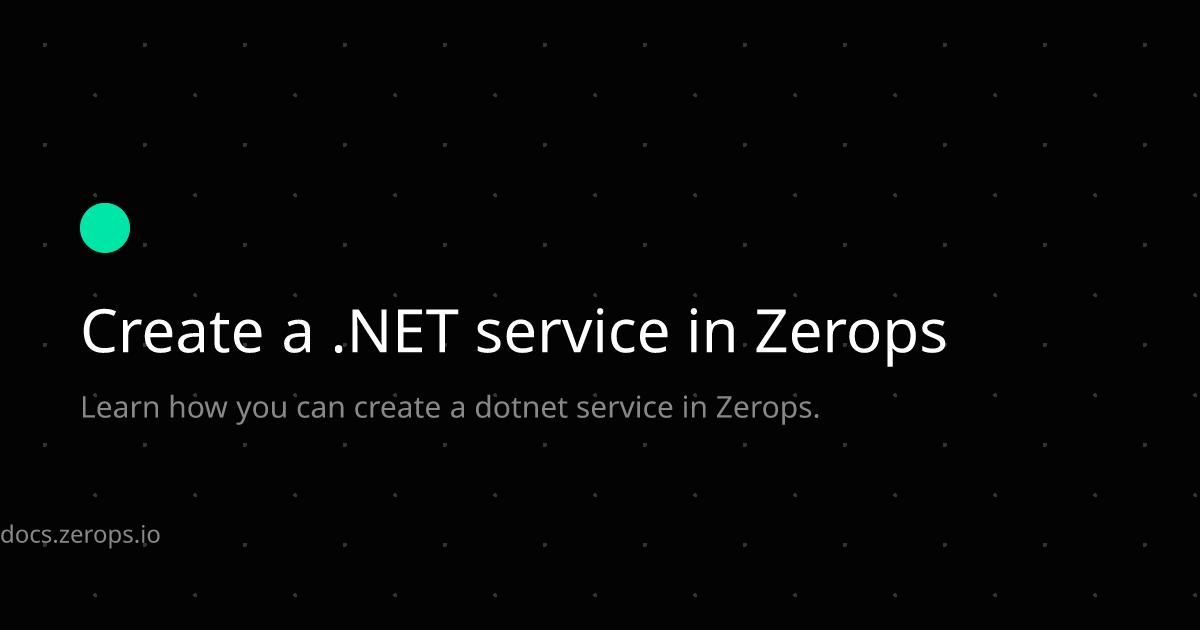 Create a .NET service in Zerops
Learn how you can create a dotnet service in Zerops.
docs.zerops.io